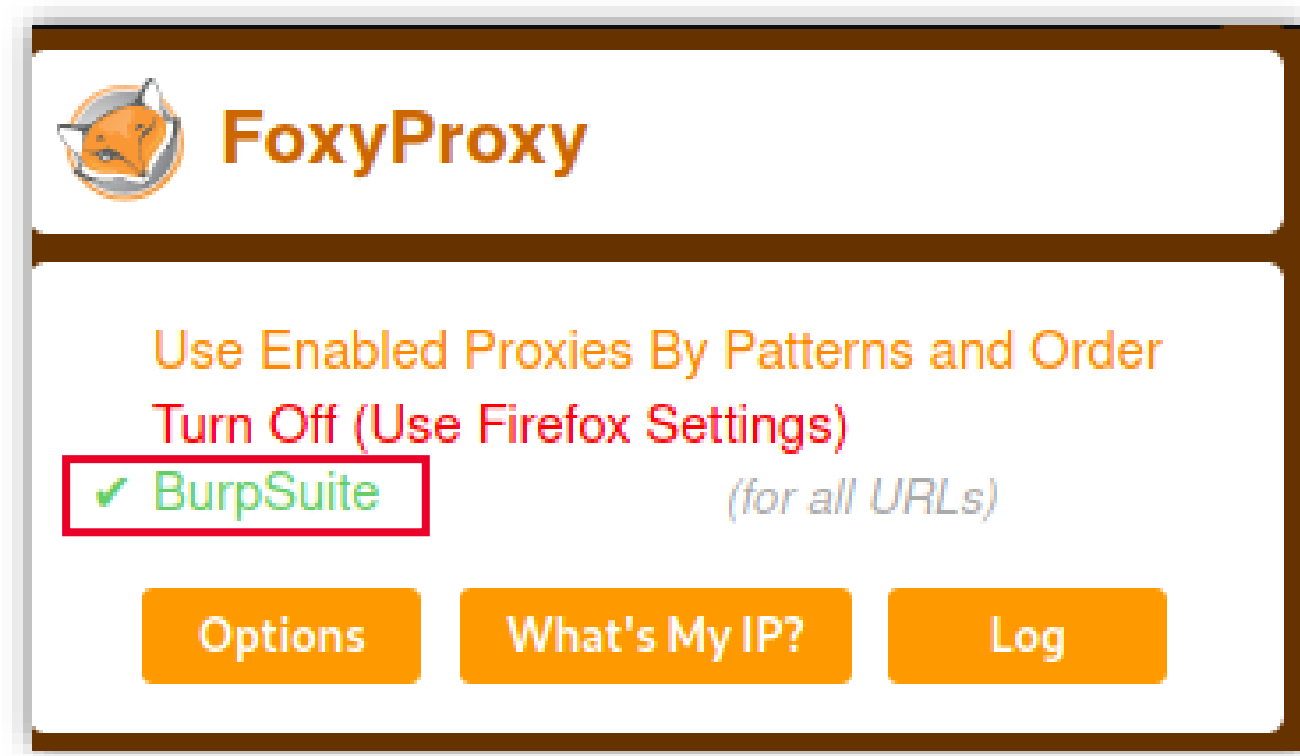 FoxyProxy
Use Enabled Proxies By Patterns and Order
Turn Off (Use Firefox Settings)
✔ BurpSuite (for all URLs)
Options What's My IP? Log